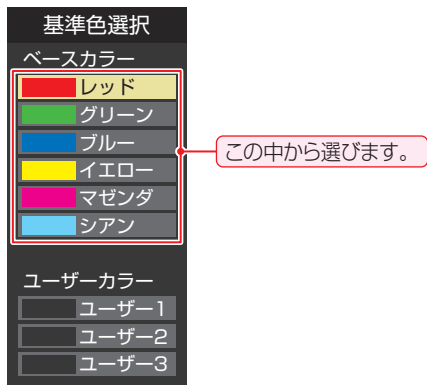 基準色選択
ベースカラー
レッド
グリーン
ブルー
イエロー
マゼンダ
シアン
この中から選びます。
ユーザーカラー
ユーザー1
ユーザー2
ユーザー3